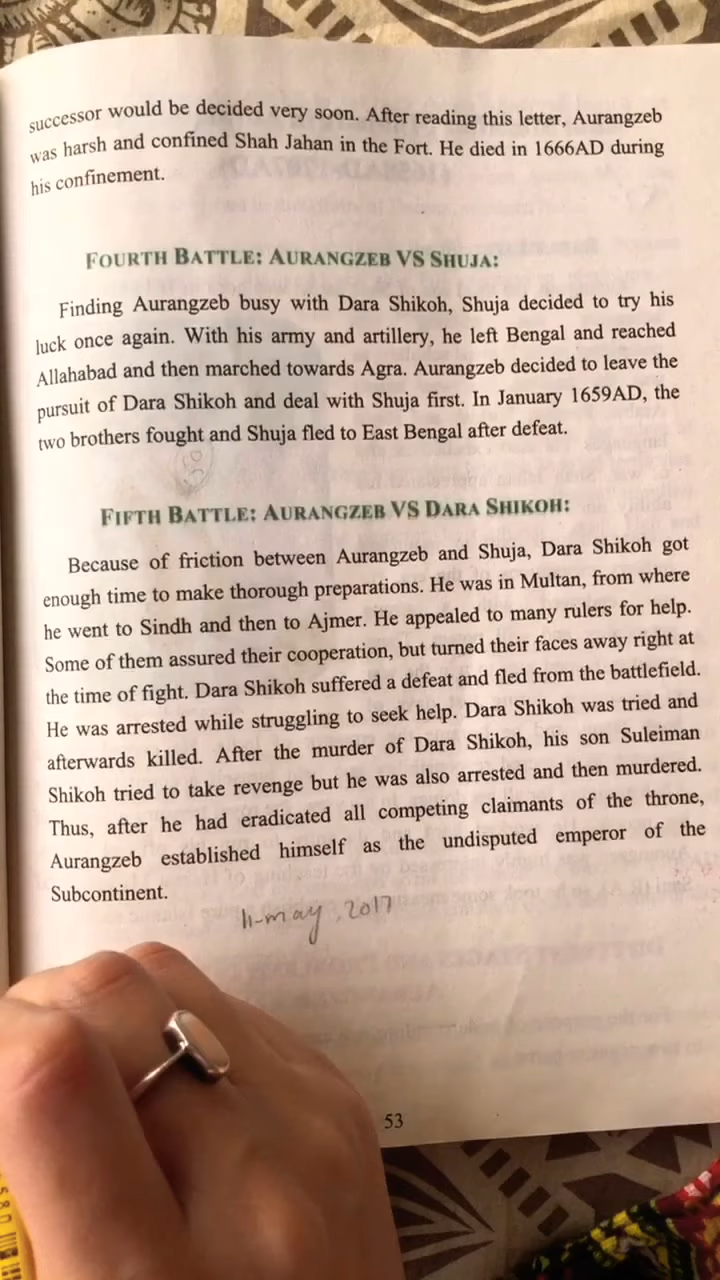 successor would be decided very soon. After reading this letter, Aurangzeb
was harsh and confined Shah Jahan in the Fort. He died in 1666AD during
his confinement.
FOURTH BATTLE: AURANGZEB VS SHUJA:
Finding Aurangzeb busy with Dara Shikoh, Shuja decided to try his
luck once again. With his army and artillery, he left Bengal and reached
Allahabad and then marched towards Agra. Aurangzeb decided to leave the
pursuit of Dara Shikoh and deal with Shuja first. In January 1659AD, the
two brothers fought and Shuja fled to East Bengal after defeat.
FIFTH BATTLE: AURANGZEB VS DARA SHIKOH:
Because of friction between Aurangzeb and Shuja, Dara Shikoh got
enough time to make thorough preparations. He was in Multan, from where
he went to Sindh and then to Ajmer. He appealed to many rulers for help.
Some of them assured their cooperation, but turned their faces away right at
the time of fight. Dara Shikoh suffered a defeat and fled from the battlefield.
He was arrested while struggling to seek help. Dara Shikoh was tried and
afterwards killed. After the murder of Dara Shikoh, his son Suleiman
Shikoh tried to take revenge but he was also arrested and then murdered.
Thus, after he had eradicated all competing claimants of the throne,
Aurangzeb established himself as the undisputed emperor of the
Subcontinent.
11-may, 2017
53